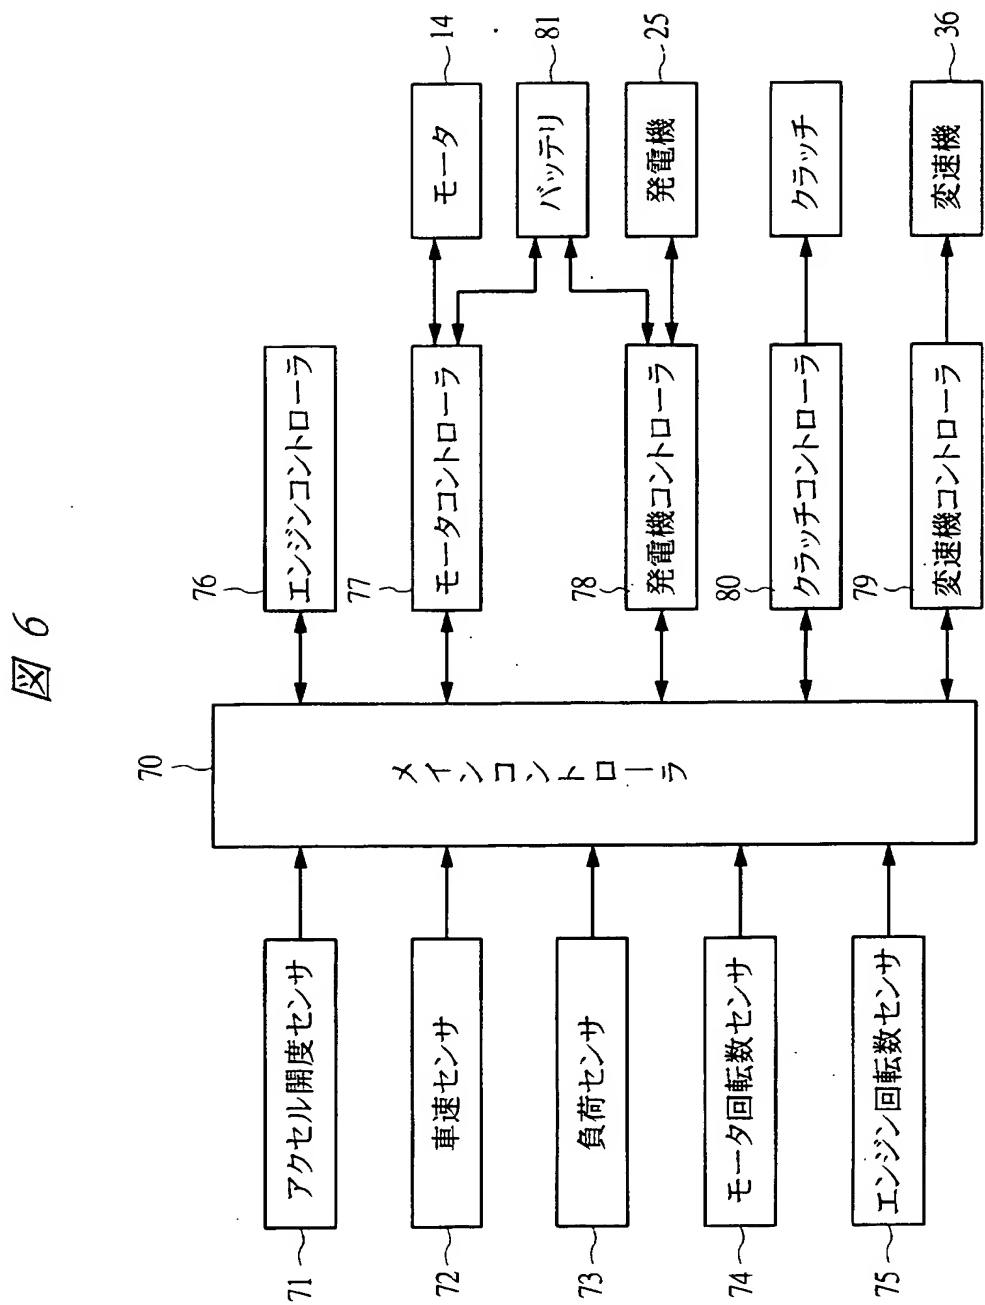 図 6
71
アクセル開度センサ
72
車速センサ
73
負荷センサ
74
モータ回転数センサ
75
エンジン回転数センサ
70
メインコントローラ
76
エンジンコントローラ
77
モータコントローラ
78
発電機コントローラ
80
クラッチコントローラ
79
変速機コントローラ
モータ
14
バッテリ
81
発電機
25
クラッチ
変速機
36